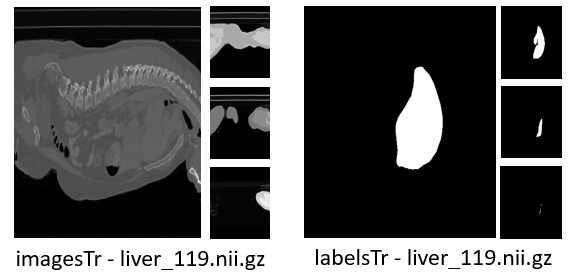 imagesTr - liver_119.nii.gz
labelsTr - liver_119.nii.gz